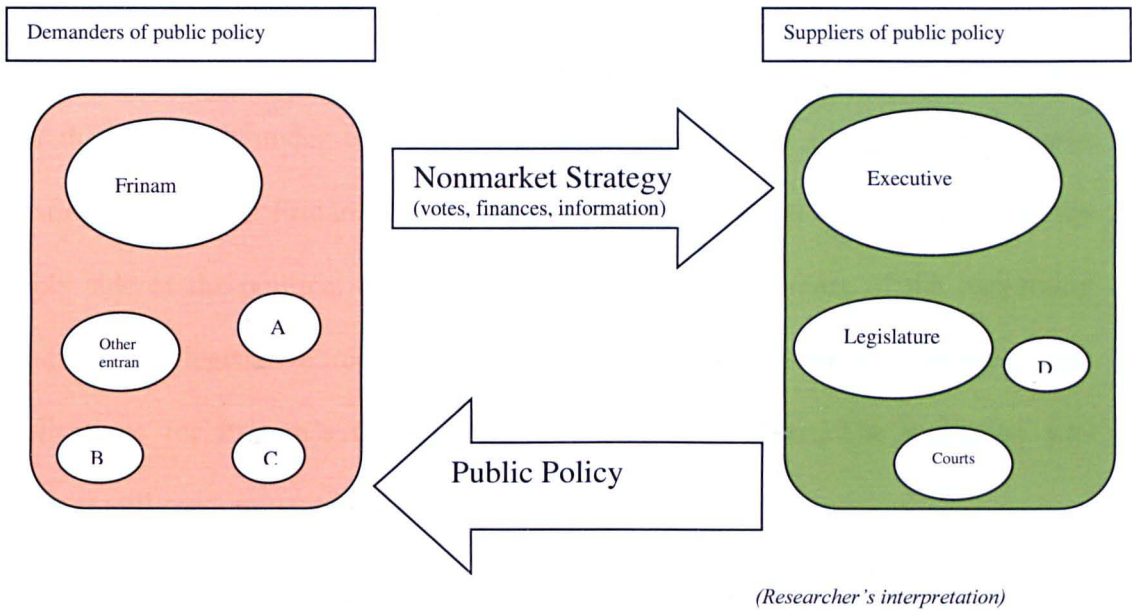 Demanders of public policy
Suppliers of public policy
Frinam
Other
entran
A
B
C
Nonmarket Strategy
(votes, finances, information)
Executive
Legislature
D
Courts
Public Policy
(Researcher's interpretation)